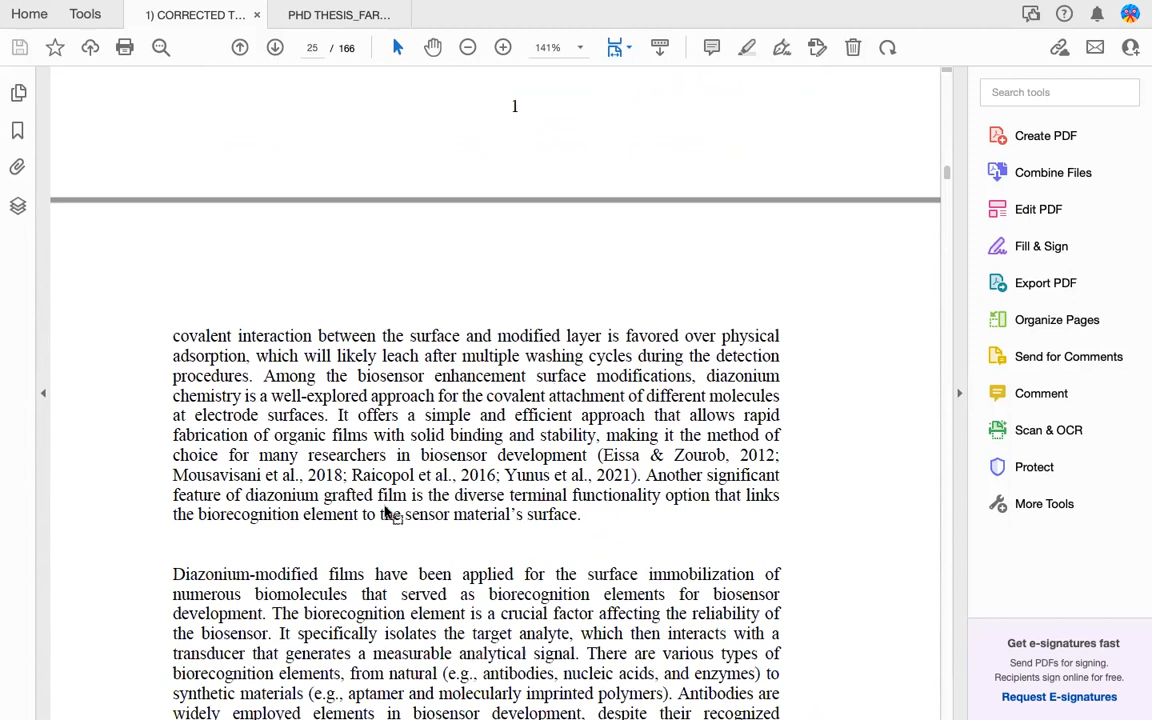 Home Tools 1) CORRECTED T... × PHD THESIS_FAR...
25 / 166 141%
1
covalent interaction between the surface and modified layer is favored over physical
adsorption, which will likely leach after multiple washing cycles during the detection
procedures. Among the biosensor enhancement surface modifications, diazonium
chemistry is a well-explored approach for the covalent attachment of different molecules
at electrode surfaces. It offers a simple and efficient approach that allows rapid
fabrication of organic films with solid binding and stability, making it the method of
choice for many researchers in biosensor development (Eissa & Zourob, 2012;
Mousavisani et al., 2018; Raicopol et al., 2016; Yunus et al., 2021). Another significant
feature of diazonium grafted film is the diverse terminal functionality option that links
the biorecognition element to the sensor material's surface.
Diazonium-modified films have been applied for the surface immobilization of
numerous biomolecules that served as biorecognition elements for biosensor
development. The biorecognition element is a crucial factor affecting the reliability of
the biosensor. It specifically isolates the target analyte, which then interacts with a
transducer that generates a measurable analytical signal. There are various types of
biorecognition elements, from natural (e.g., antibodies, nucleic acids, and enzymes) to
synthetic materials (e.g., aptamer and molecularly imprinted polymers). Antibodies are
widely employed elements in biosensor development, despite their recognized
Search tools
Create PDF
Combine Files
Edit PDF
Fill & Sign
Export PDF
Organize Pages
Send for Comments
Comment
Scan & OCR
Protect
More Tools
Get e-signatures fast
Send PDFs for signing.
Recipients sign online for free.
Request E-signatures